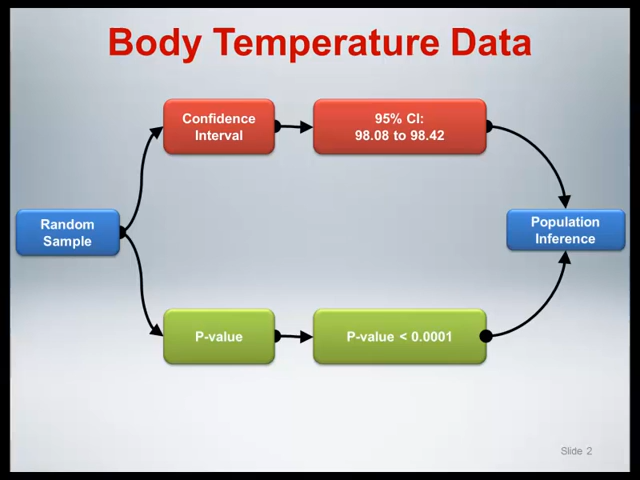 Body Temperature Data
Confidence
Interval
95% CI:
98.08 to 98.42
Random
Sample
Population
Inference
P-value
P-value < 0.0001
Slide 2